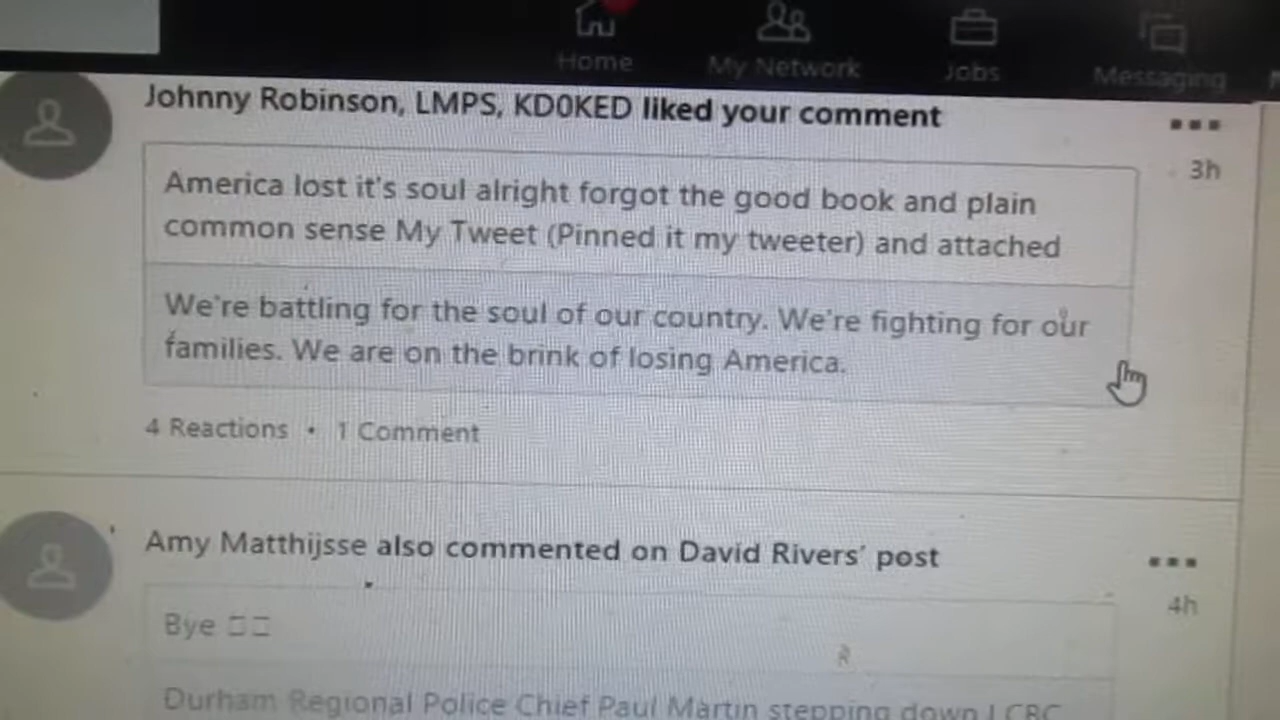 Home
My Network
Jobs
Messaging
Johnny Robinson, LMPS, KD0KED liked your comment
3h
America lost it's soul alright forgot the good book and plain
common sense My Tweet (Pinned it my tweeter) and attached
We're battling for the soul of our country. We're fighting for our
families. We are on the brink of losing America.
4 Reactions • 1 Comment
Amy Matthijsse also commented on David Rivers' post
4h
Bye □□
Durham Regional Police Chief Paul Martin stepping down | CBC